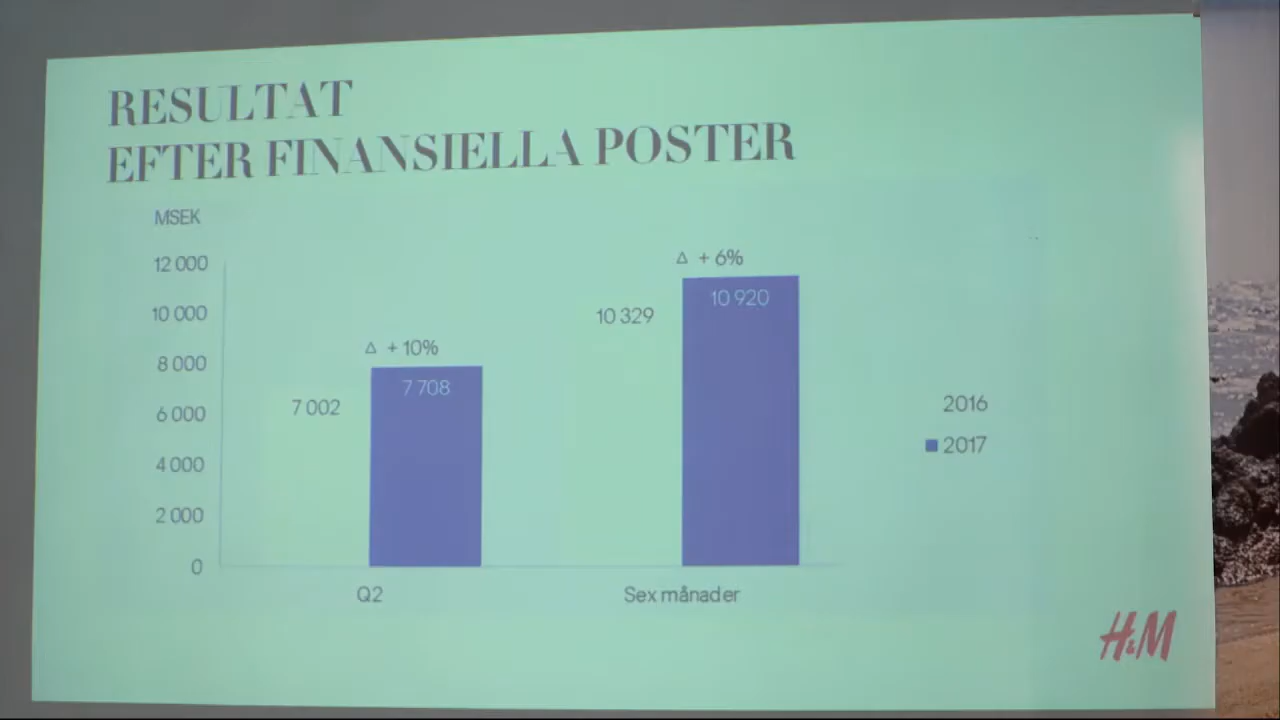 RESULTAT
EFTER FINANSIELLA POSTER
MSEK
12 000
10 000
8 000
6 000
4 000
2 000
0
7 002
Δ + 10%
7 708
10 329
Δ + 6%
10 920
Q2
Sex månader
2016
2017
H&M